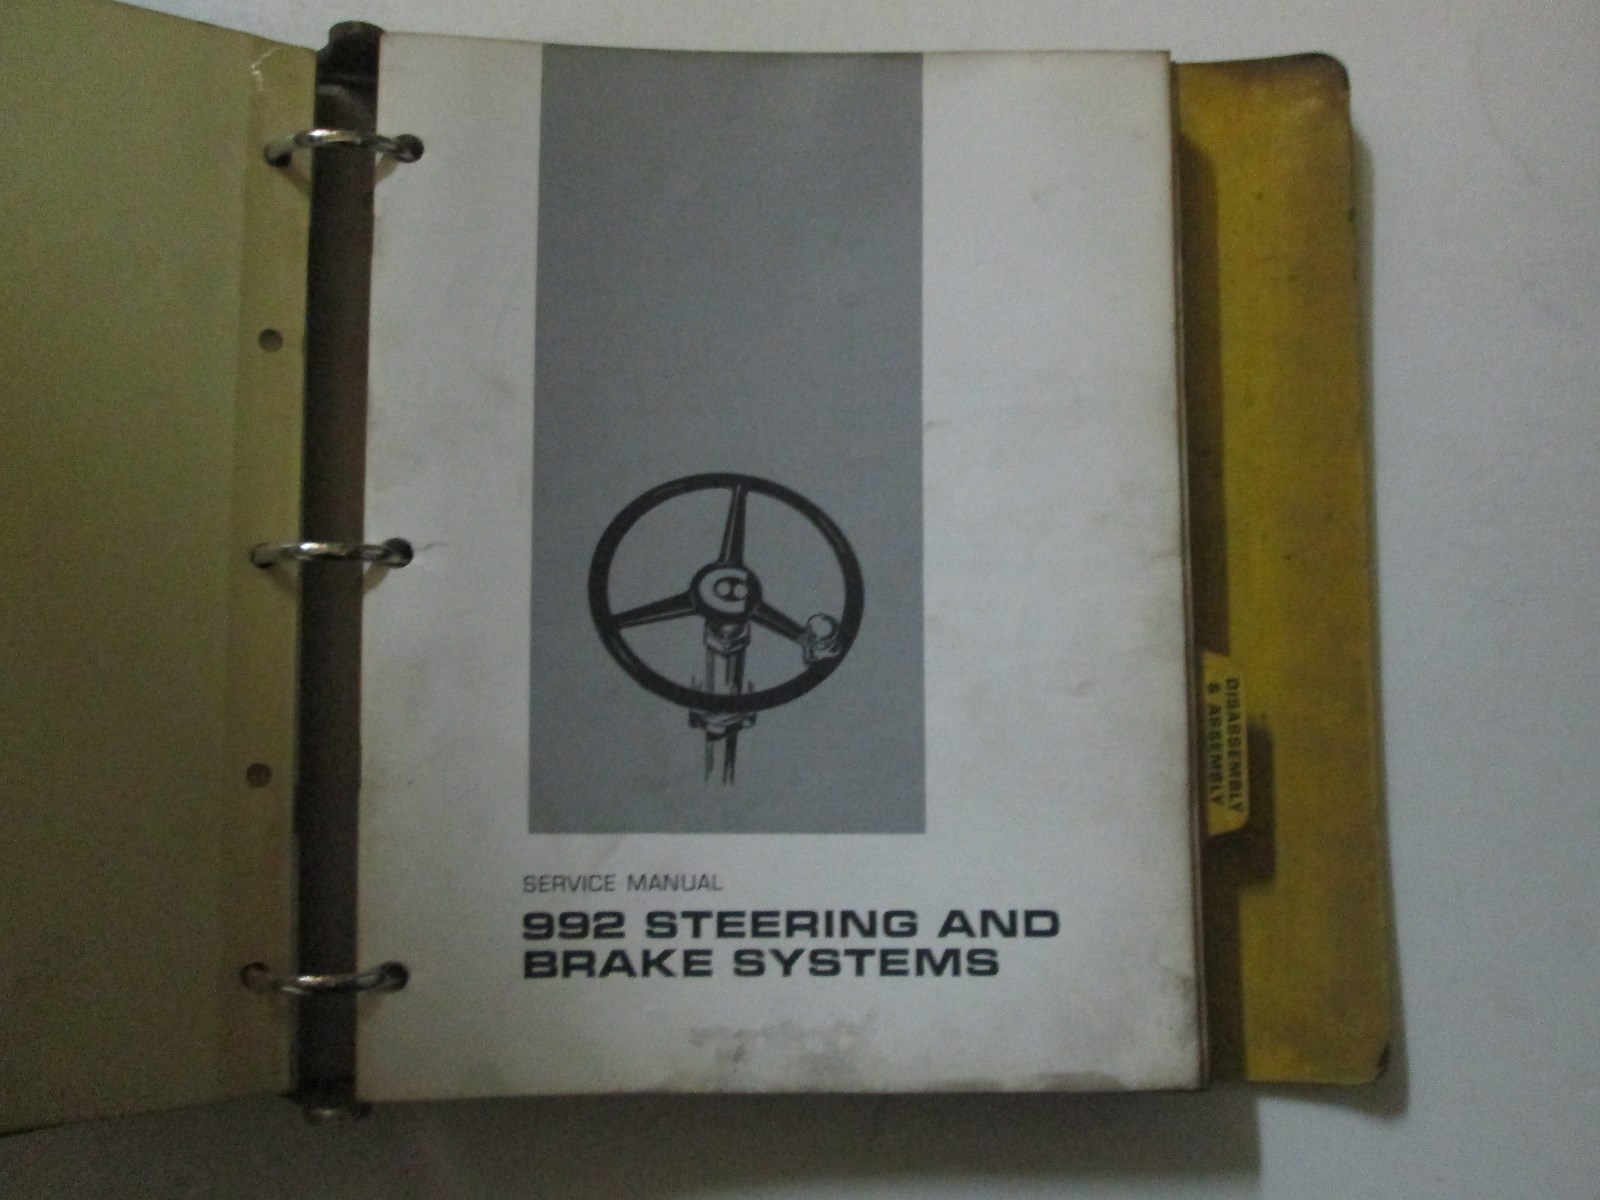 SERVICE MANUAL
992 STEERING AND
BRAKE SYSTEMS
DISASSEMBLY
& ASSEMBLY